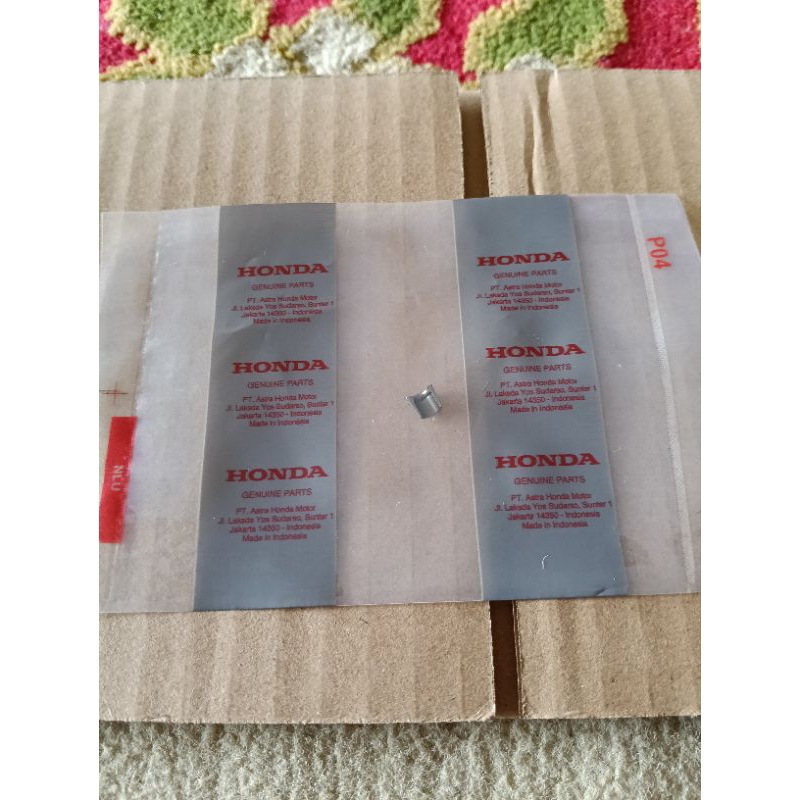 HONDA
GENUINE PARTS
PT. Astra Honda Motor
Jl. Laksda Yos Sudarso, Sunter 1
Jakarta 14350 - Indonesia
Made in Indonesia
HONDA
GENUINE PARTS
PT. Astra Honda Motor
Jl. Laksda Yos Sudarso, Sunter 1
Jakarta 14350 - Indonesia
Made in Indonesia
HONDA
GENUINE PARTS
PT. Astra Honda Motor
Jl. Laksda Yos Sudarso, Sunter 1
Jakarta 14350 - Indonesia
Made in Indonesia
HONDA
GENUINE PARTS
PT. Astra Honda Motor
Jl. Laksda Yos Sudarso, Sunter 1
Jakarta 14350 - Indonesia
Made in Indonesia
HONDA
GENUINE PARTS
PT. Astra Honda Motor
Jl. Laksda Yos Sudarso, Sunter 1
Jakarta 14350 - Indonesia
Made in Indonesia
HONDA
GENUINE PARTS
PT. Astra Honda Motor
Jl. Laksda Yos Sudarso, Sunter 1
Jakarta 14350 - Indonesia
Made in Indonesia
P04